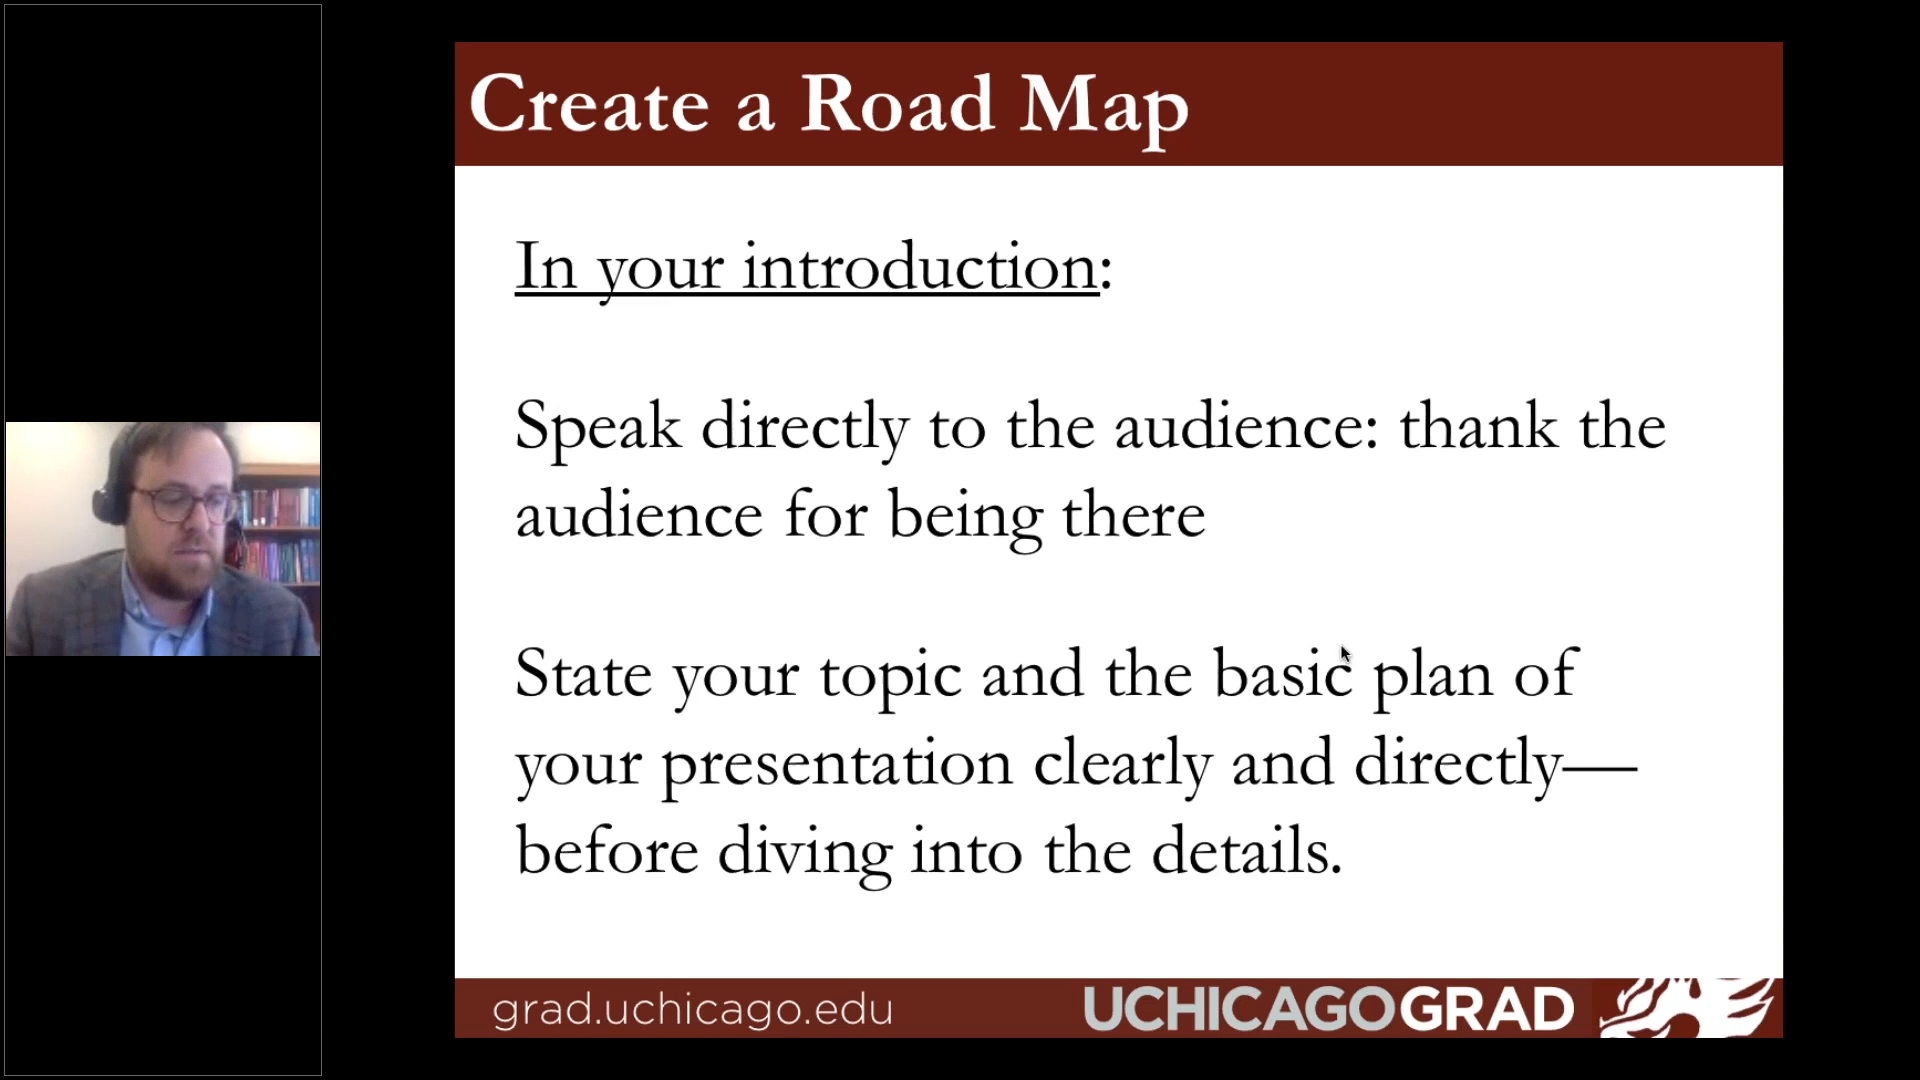 Create a Road Map
In your introduction:
Speak directly to the audience: thank the
audience for being there
State your topic and the basic plan of
your presentation clearly and directly—
before diving into the details.
grad.uchicago.edu
UCHICAGOGRAD